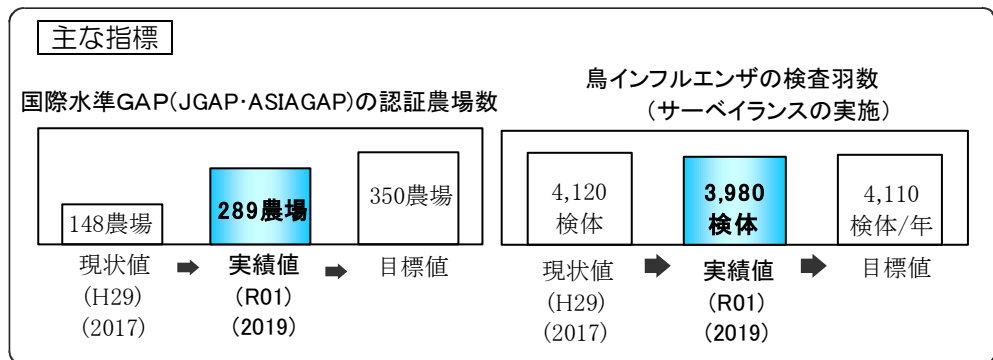 主な指標
国際水準GAP(JGAP・ASIAGAP)の認証農場数
148農場
289農場
350農場
現状値
(H29)
(2017)
➡
実績値
(R01)
(2019)
➡
目標値
鳥インフルエンザの検査羽数
(サーベイランスの実施)
4,120
検体
3,980
検体
4,110
検体/年
現状値
(H29)
(2017)
➡
実績値
(R01)
(2019)
➡
目標値